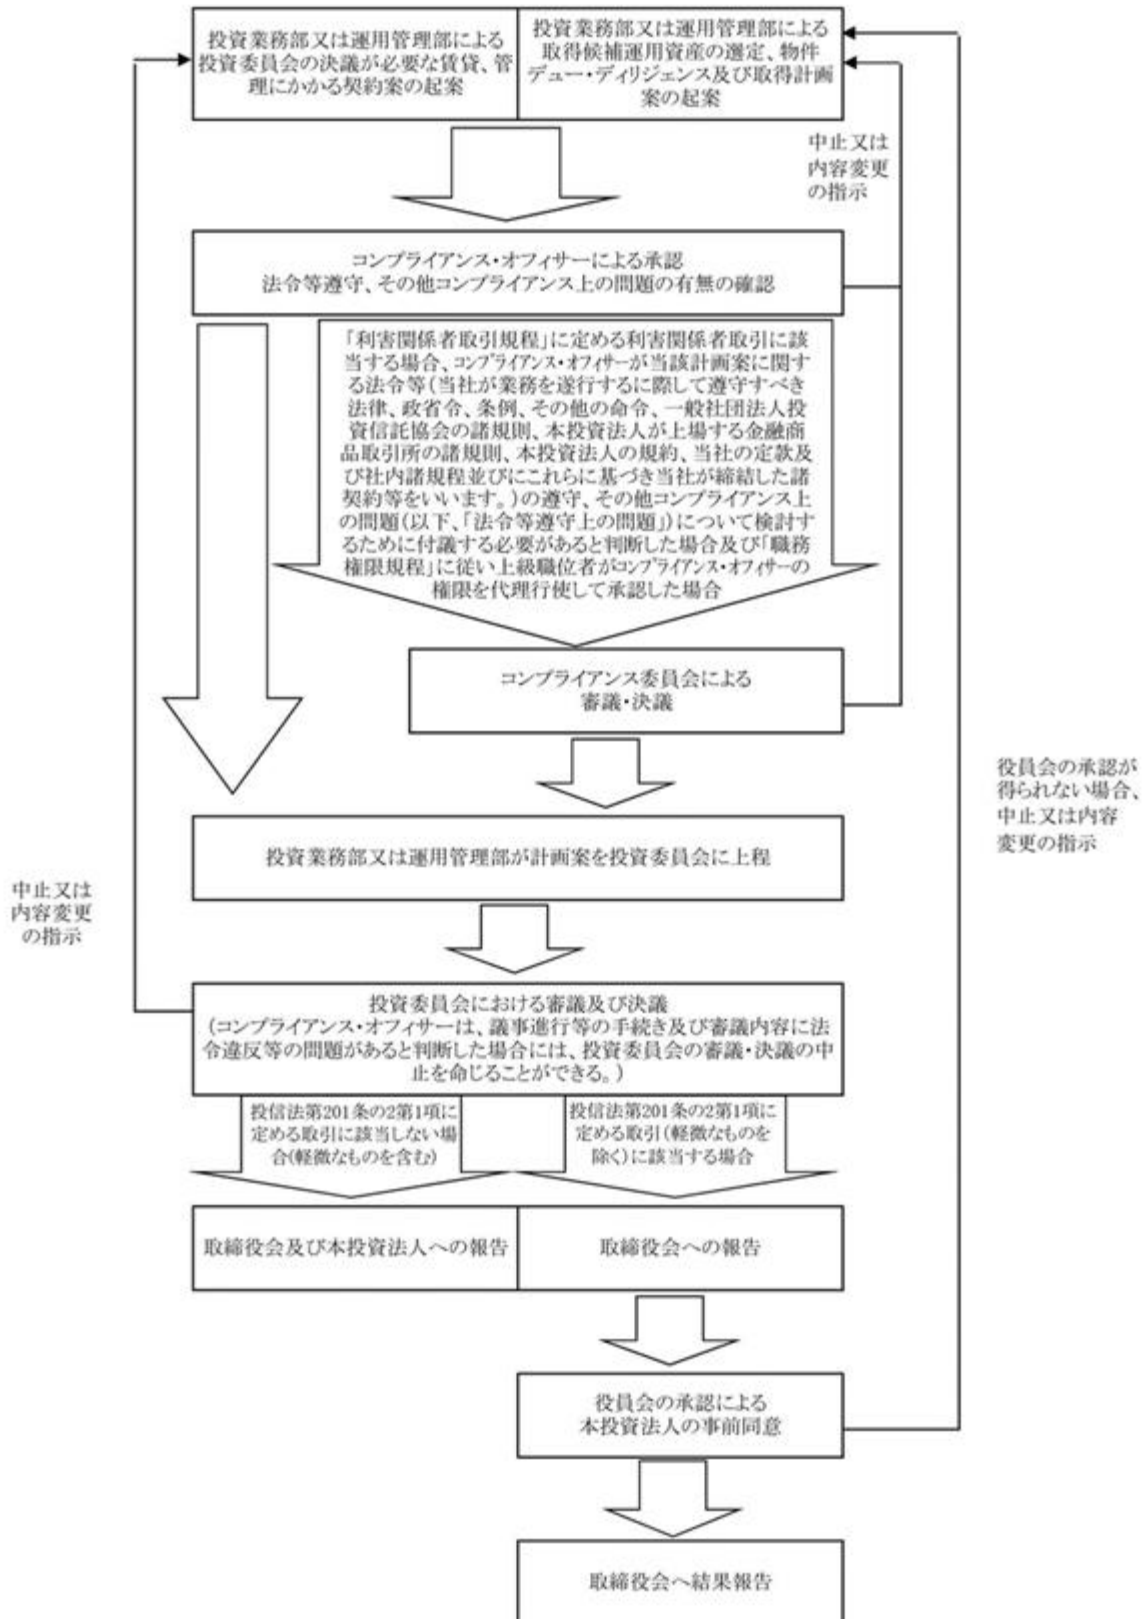 投資業務部又は運用管理部による
投資委員会の決議が必要な賃貸、管
理にかかる契約案の起案
投資業務部又は運用管理部による
取得候補運用資産の選定、物件
デュー・ディリジェンス及び取得計画
案の起案
中止又は
内容変更
の指示
コンプライアンス・オフィサーによる承認
法令等遵守、その他コンプライアンス上の問題の有無の確認
「利害関係者取引規程」に定める利害関係者取引に該
当する場合、コンプライアンス・オフィサーが当該計画案に関す
る法令等(当社が業務を遂行するに際して遵守すべき
法律、政省令、条例、その他の命令、一般社団法人投
資信託協会の諸規則、本投資法人が上場する金融商
品取引所の諸規則、本投資法人の規約、当社の定款及
び社内諸規程並びにこれらに基づき当社が締結した諸
契約等をいいます。)の遵守、その他コンプライアンス上
の問題(以下、「法令等遵守上の問題」)について検討す
るために付議する必要があると判断した場合及び「職務
権限規程」に従い上級職位者がコンプライアンス・オフィサーの
権限を代理行使して承認した場合
コンプライアンス委員会による
審議・決議
役員会の承認が
得られない場合、
中止又は内容
変更の指示
投資業務部又は運用管理部が計画案を投資委員会に上程
中止又は
内容変更
の指示
投資委員会における審議及び決議
(コンプライアンス・オフィサーは、議事進行等の手続き及び審議内容に法
令違反等の問題があると判断した場合には、投資委員会の審議・決議の中
止を命じることができる。)
投信法第201条の2第1項に
定める取引に該当しない場
合(軽微なものを含む)
投信法第201条の2第1項に
定める取引(軽微なものを
除く)に該当する場合
取締役会及び本投資法人への報告
取締役会への報告
役員会の承認による
本投資法人の事前同意
取締役会へ結果報告